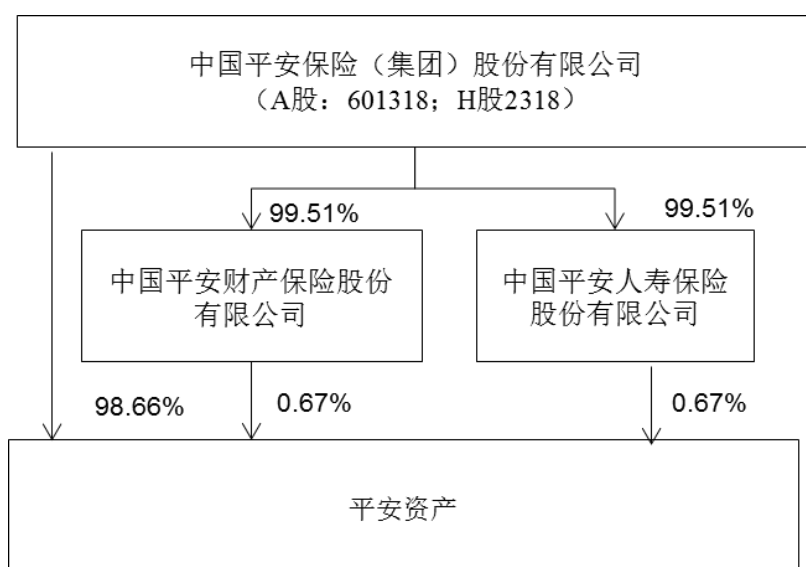 中国平安保险（集团）股份有限公司
（A股：601318；H股2318）
99.51%
99.51%
中国平安财产保险股份
有限公司
中国平安人寿保险
股份有限公司
98.66%
0.67%
0.67%
平安资产